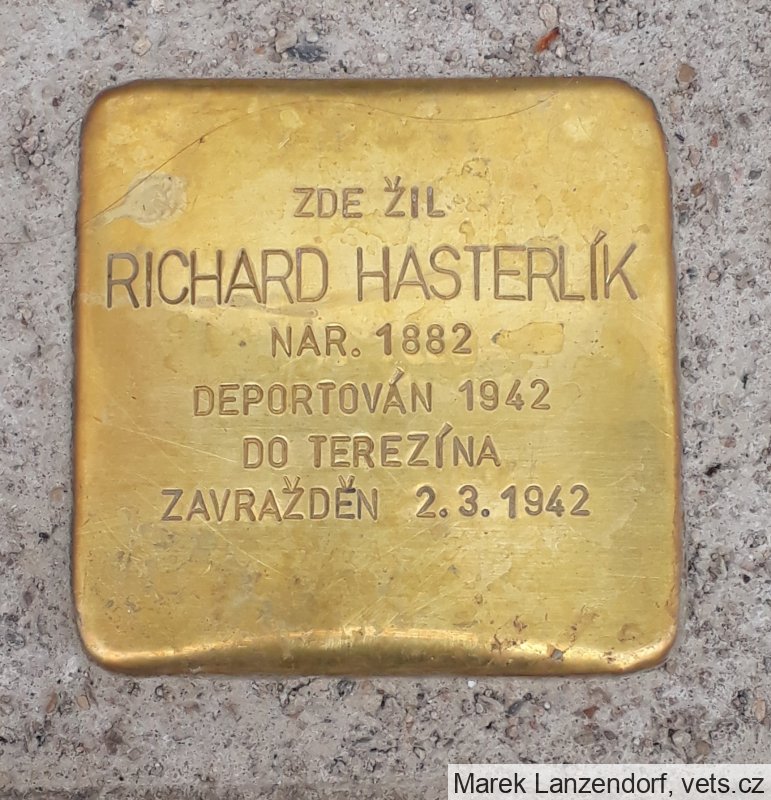 ZDE ŽIL
RICHARD HASTERLÍK
NAR. 1882
DEPORTOVÁN 1942
DO TEREZÍNA
ZAVRAŽDĚN 2.3.1942
Marek Lanzendorf, vets.cz